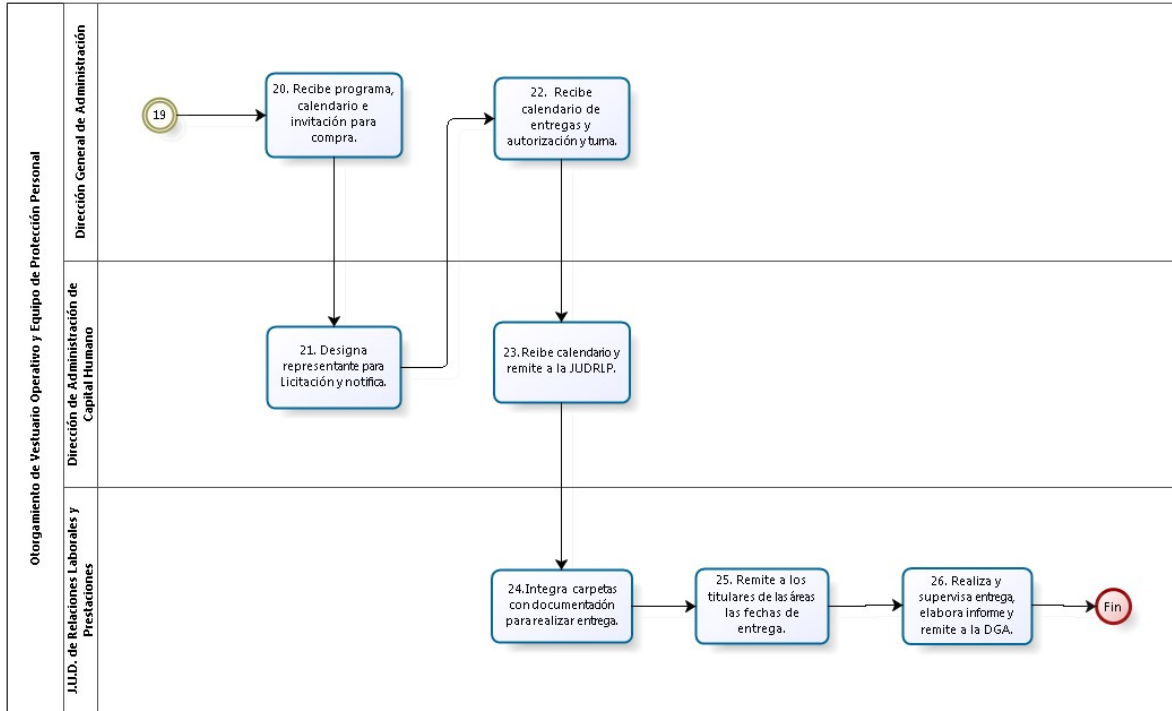 Otorgamiento de Vestuario Operativo y Equipo de Protección Personal
Dirección General de Administración
19
20. Recibe programa,
calendario e
invitación para
compra.
22. Recibe
calendario de
entregas y
autorización y turna.
Dirección de Administración de
Capital Humano
21. Designa
representante para
Licitación y notifica.
23.Reibe calendario y
remite a la JUDRLP.
J.U.D. de Relaciones Laborales y
Prestaciones
24.Integra carpetas
con documentación
para realizar entrega.
25. Remite a los
titulares de las áreas
las fechas de
entrega.
26. Realiza y
supervisa entrega,
elabora informe y
remite a la DGA.
Fin